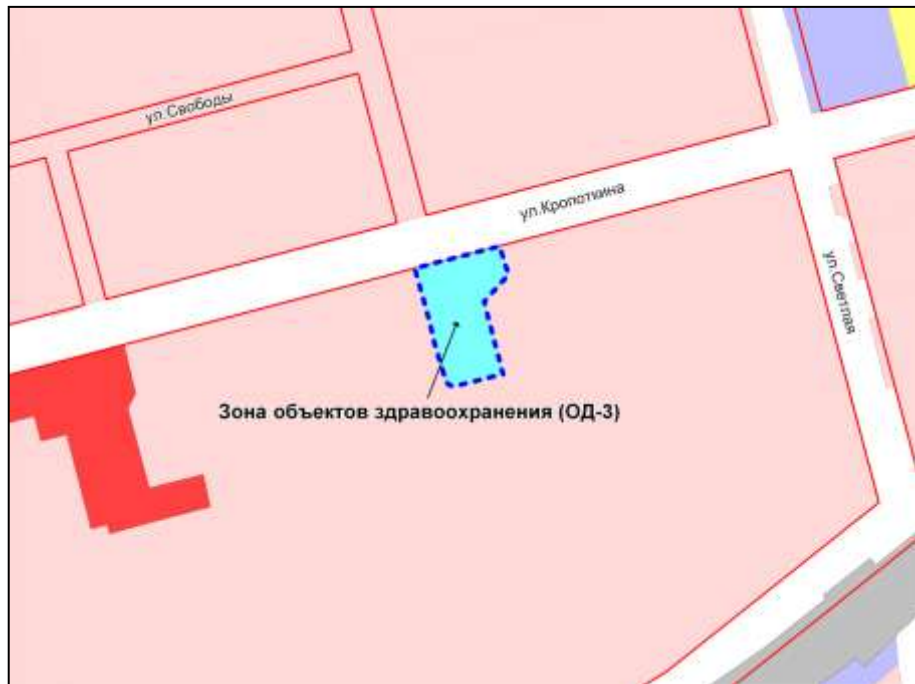 ул.Свободы
ул.Кропоткина
ул.Светлая
Зона объектов здравоохранения (ОД-3)